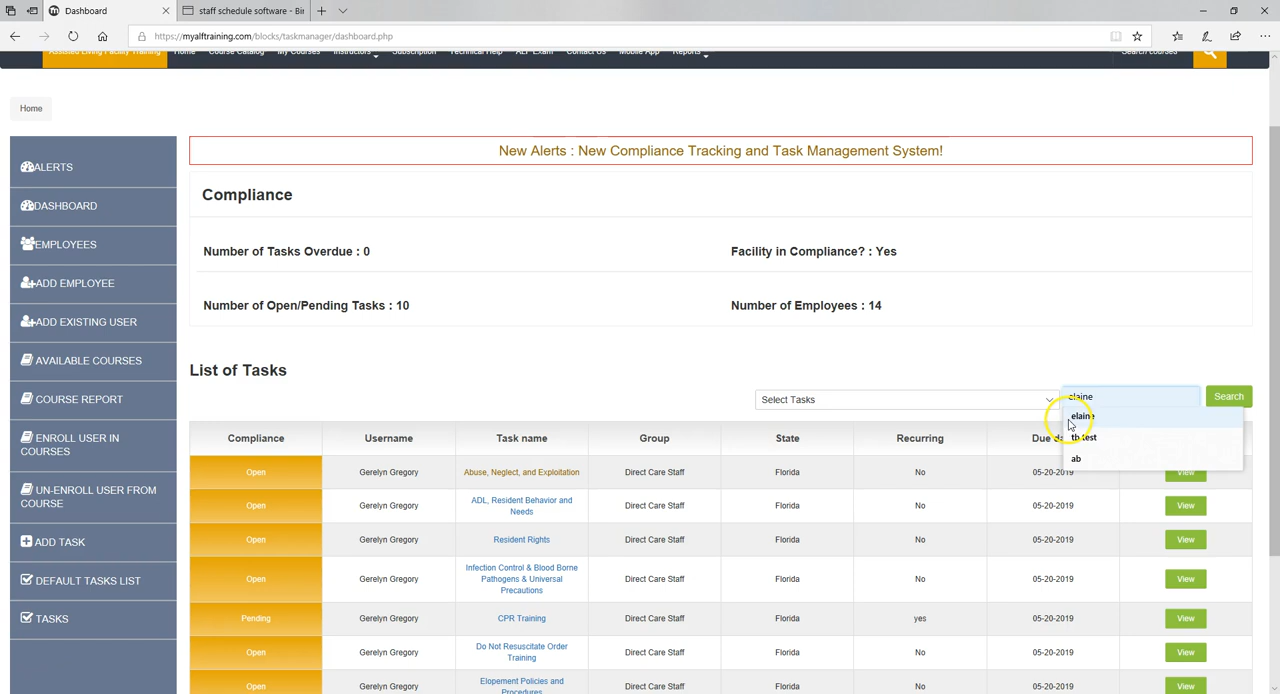 Dashboard
staff schedule software - Bir
https://myalftraining.com/blocks/taskmanager/dashboard.php
Assisted Living Facility Training Home Course Catalog My Courses Instructors Subscription Technical Help ALF Exam Contact Us Mobile App Reports Search courses
Home
ALERTS
DASHBOARD
EMPLOYEES
ADD EMPLOYEE
ADD EXISTING USER
AVAILABLE COURSES
COURSE REPORT
ENROLL USER IN
COURSES
UN-ENROLL USER FROM
COURSE
ADD TASK
DEFAULT TASKS LIST
TASKS
New Alerts : New Compliance Tracking and Task Management System!
Compliance
Number of Tasks Overdue : 0
Facility in Compliance? : Yes
Number of Open/Pending Tasks : 10
Number of Employees : 14
List of Tasks
Select Tasks
elaine
Search
elaine
tb test
ab
Compliance Username Task name Group State Recurring Due da
Open Gerelyn Gregory Abuse, Neglect, and Exploitation Direct Care Staff Florida No 05-20-2019 View
Open Gerelyn Gregory ADL, Resident Behavior and
Needs Direct Care Staff Florida No 05-20-2019 View
Open Gerelyn Gregory Resident Rights Direct Care Staff Florida No 05-20-2019 View
Open Gerelyn Gregory Infection Control & Blood Borne
Pathogens & Universal
Precautions Direct Care Staff Florida No 05-20-2019 View
Pending Gerelyn Gregory CPR Training Direct Care Staff Florida yes 05-20-2019 View
Open Gerelyn Gregory Do Not Resuscitate Order
Training Direct Care Staff Florida No 05-20-2019 View
Open Gerelyn Gregory Elopement Policies and
Procedures Direct Care Staff Florida No 05-20-2019 View